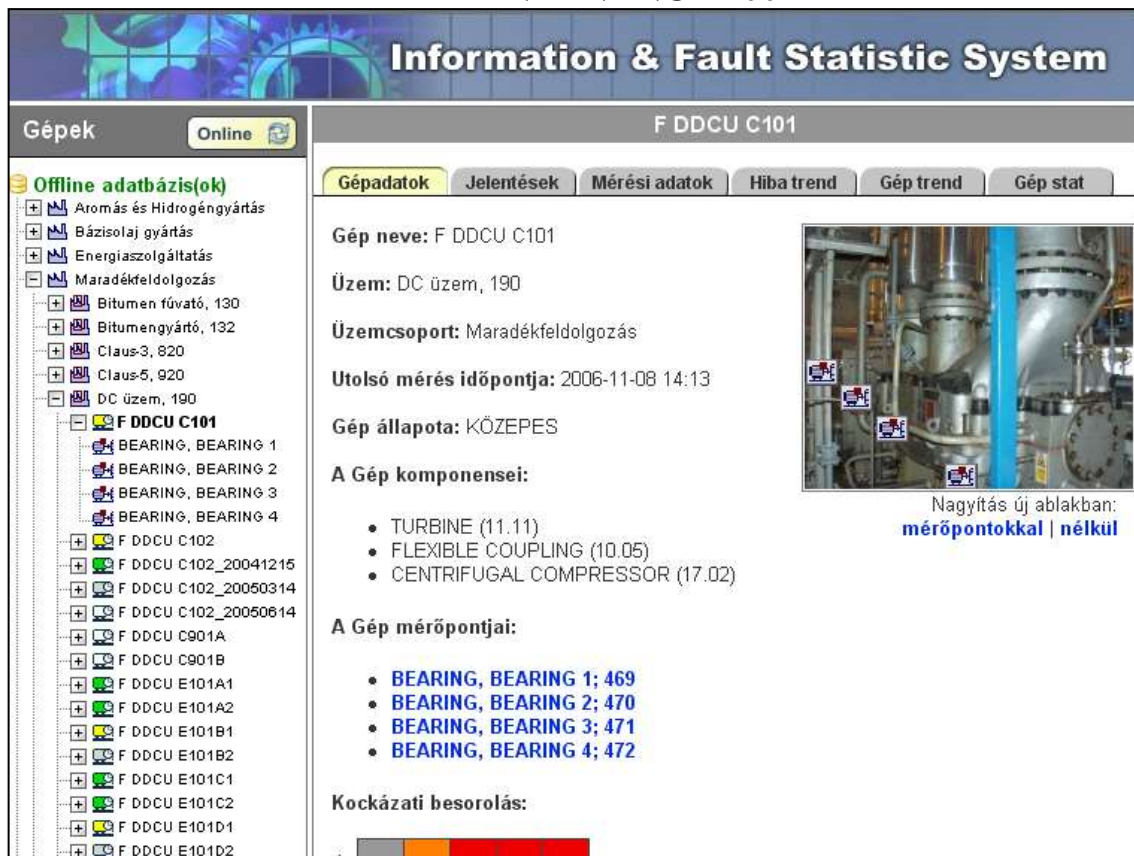 Information & Fault Statistic System
Gépek
Online
Offline adatbázis(ok)
Aromás és Hidrogéngyártás
Bázisolaj gyártás
Energiaszolgáltatás
Maradékfeldolgozás
Bitumen fúvató, 130
Bitumengyártó, 132
Claus-3, 820
Claus-5, 920
DC üzem, 190
F DDCU C101
BEARING, BEARING 1
BEARING, BEARING 2
BEARING, BEARING 3
BEARING, BEARING 4
F DDCU C102
F DDCU C102_20041215
F DDCU C102_20050314
F DDCU C102_20050614
F DDCU C901A
F DDCU C901B
F DDCU E101A1
F DDCU E101A2
F DDCU E101B1
F DDCU E101B2
F DDCU E101C1
F DDCU E101C2
F DDCU E101D1
F DDCU E101D2
F DDCU C101
Gépadatok
Jelentések
Mérési adatok
Hiba trend
Gép trend
Gép stat
Gép neve: F DDCU C101
Üzem: DC üzem, 190
Üzemcsoport: Maradékfeldolgozás
Utolsó mérés időpontja: 2006-11-08 14:13
Gép állapota: KÖZEPES
A Gép komponensei:
• TURBINE (11.11)
• FLEXIBLE COUPLING (10.05)
• CENTRIFUGAL COMPRESSOR (17.02)
Nagyítás új ablakban:
mérőpontokkal | nélkül
A Gép mérőpontjai:
• BEARING, BEARING 1; 469
• BEARING, BEARING 2; 470
• BEARING, BEARING 3; 471
• BEARING, BEARING 4; 472
Kockázati besorolás: